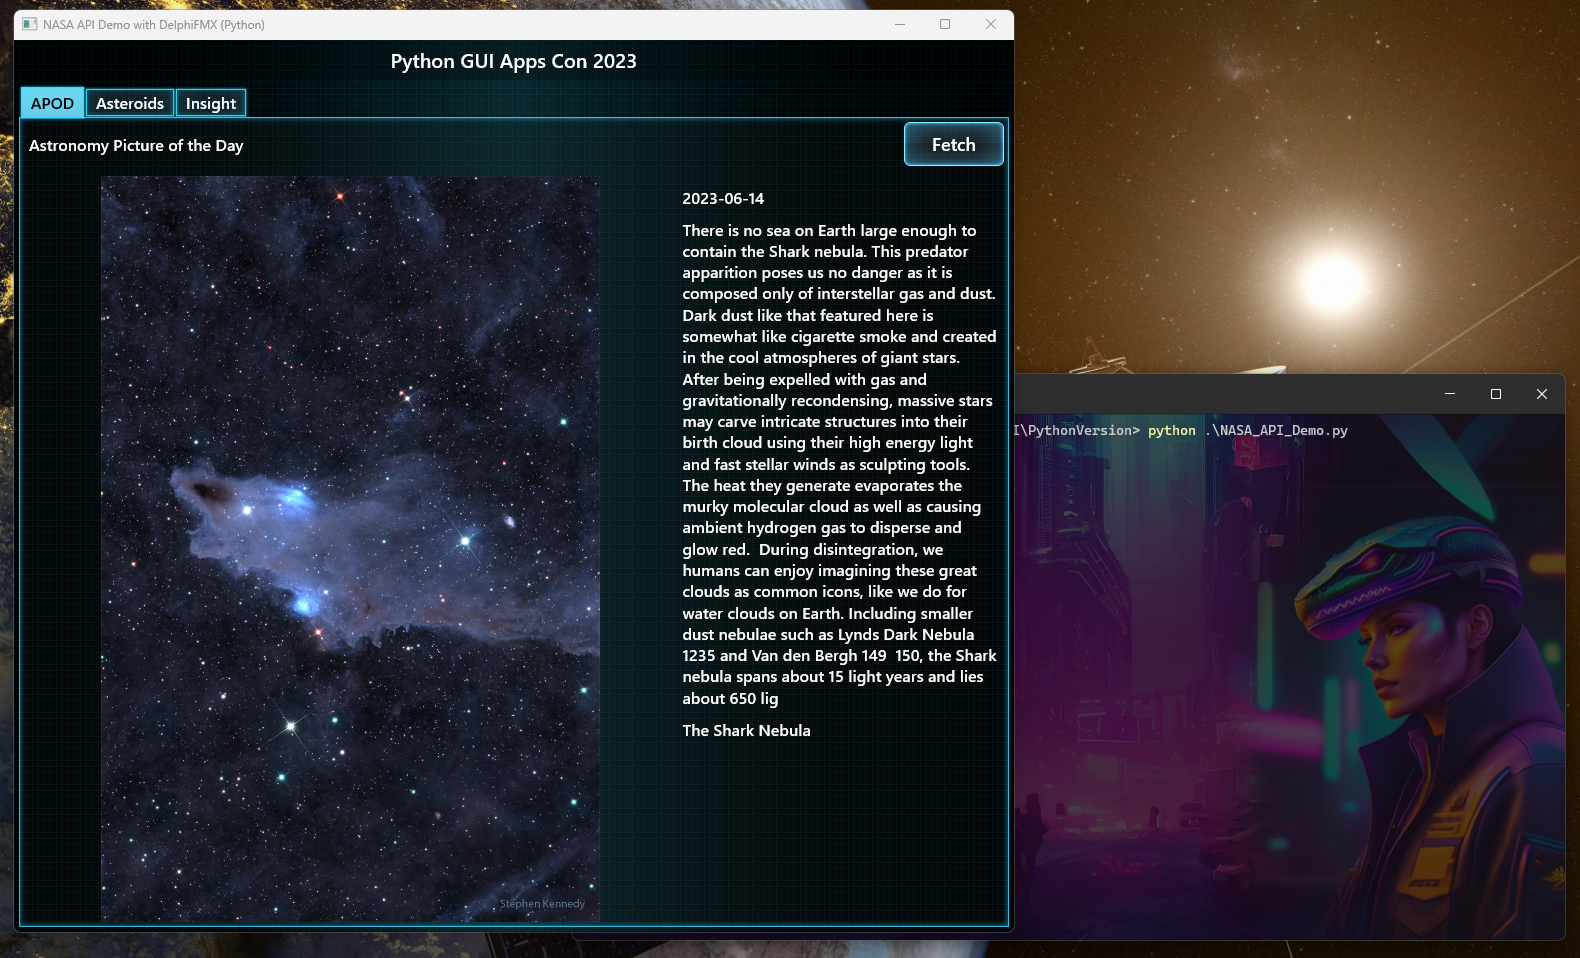 NASA API Demo with DelphiFMX (Python)
Python GUI Apps Con 2023
APOD
Asteroids
Insight
Astronomy Picture of the Day
Fetch
2023-06-14
There is no sea on Earth large enough to
contain the Shark nebula. This predator
apparition poses us no danger as it is
composed only of interstellar gas and dust.
Dark dust like that featured here is
somewhat like cigarette smoke and created
in the cool atmospheres of giant stars.
After being expelled with gas and
gravitationally recondensing, massive stars
may carve intricate structures into their
birth cloud using their high energy light
and fast stellar winds as sculpting tools.
The heat they generate evaporates the
murky molecular cloud as well as causing
ambient hydrogen gas to disperse and
glow red.  During disintegration, we
humans can enjoy imagining these great
clouds as common icons, like we do for
water clouds on Earth. Including smaller
dust nebulae such as Lynds Dark Nebula
1235 and Van den Bergh 149  150, the Shark
nebula spans about 15 light years and lies
about 650 lig
The Shark Nebula
Stephen Kennedy
I\PythonVersion> python .\NASA_API_Demo.py